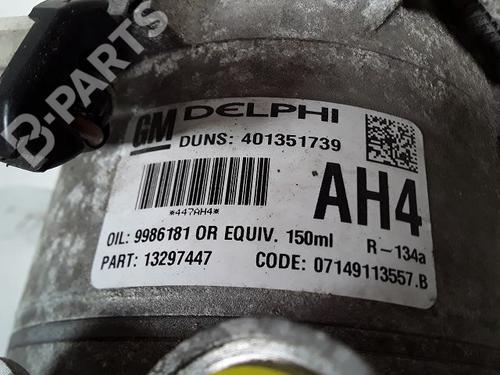 B-PARTS
GM DELPHI
DUNS: 401351739
*447AH4*
AH4
OIL: 9986181 OR EQUIV. 150ml R-134a
PART: 13297447 CODE: 07149113557.B